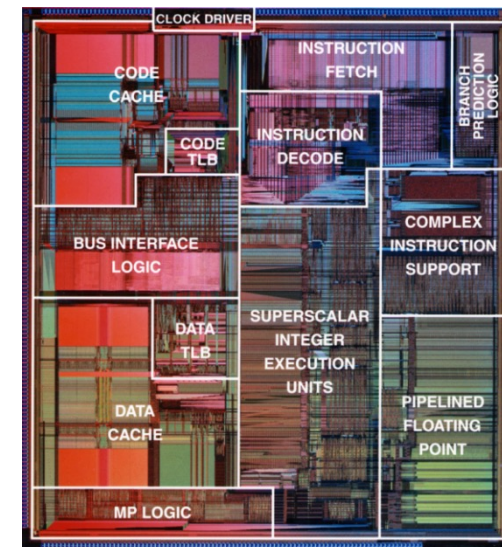 CLOCK DRIVER
CODE
CACHE
INSTRUCTION
FETCH
BRANCH
PREDICTION
LOGIC
CODE
TLB
INSTRUCTION
DECODE
BUS INTERFACE
LOGIC
COMPLEX
INSTRUCTION
SUPPORT
DATA
TLB
SUPERSCALAR
INTEGER
EXECUTION
UNITS
DATA
CACHE
PIPELINED
FLOATING
POINT
MP LOGIC